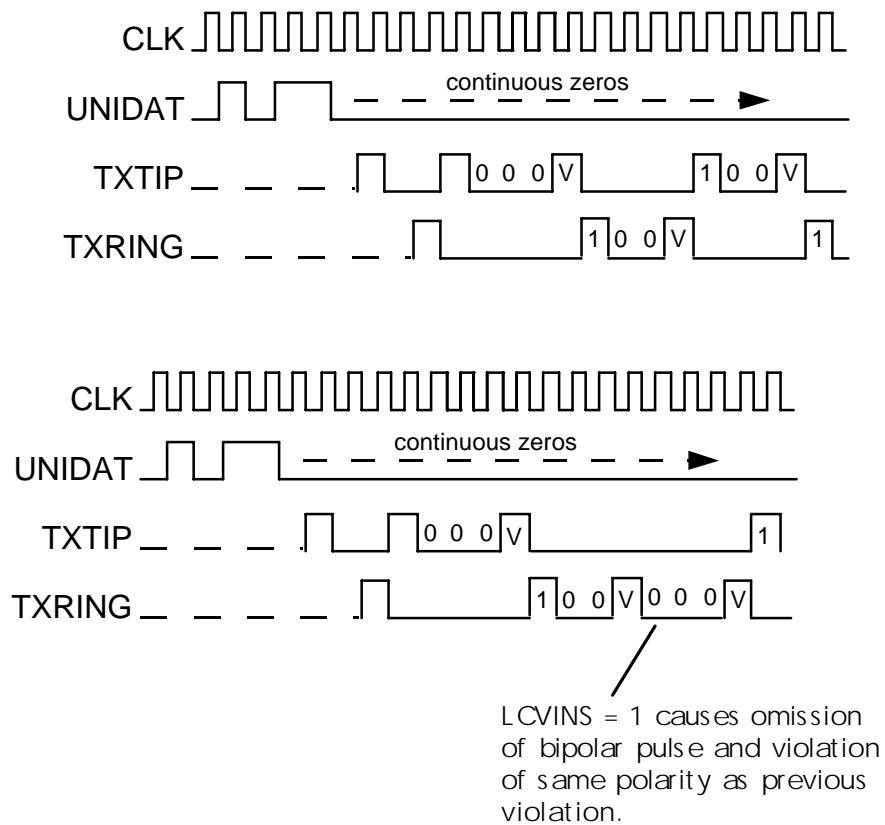 CLK
UNIDAT continuous zeros
TXTIP 0 0 0 V 1 0 0 V
TXRING 1 0 0 V 1
CLK
UNIDAT continuous zeros
TXTIP 0 0 0 V 1
TXRING 1 0 0 V 0 0 0 V
LCVINS = 1 causes omission
of bipolar pulse and violation
of same polarity as previous
violation.